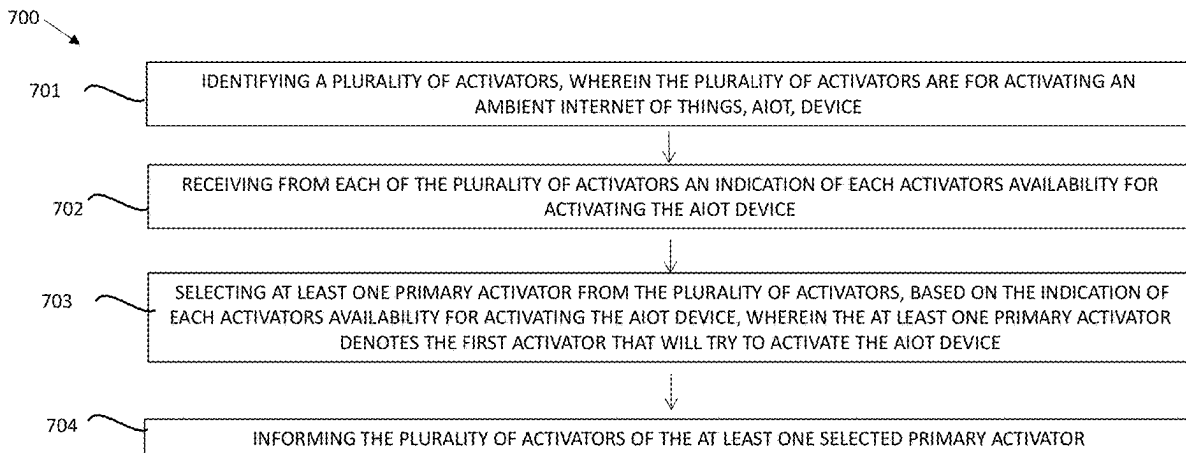 700
701
IDENTIFYING A PLURALITY OF ACTIVATORS, WHEREIN THE PLURALITY OF ACTIVATORS ARE FOR ACTIVATING AN
AMBIENT INTERNET OF THINGS, AIOT, DEVICE
702
RECEIVING FROM EACH OF THE PLURALITY OF ACTIVATORS AN INDICATION OF EACH ACTIVATORS AVAILABILITY FOR
ACTIVATING THE AIOT DEVICE
703
SELECTING AT LEAST ONE PRIMARY ACTIVATOR FROM THE PLURALITY OF ACTIVATORS, BASED ON THE INDICATION OF
EACH ACTIVATORS AVAILABILITY FOR ACTIVATING THE AIOT DEVICE, WHEREIN THE AT LEAST ONE PRIMARY ACTIVATOR
DENOTES THE FIRST ACTIVATOR THAT WILL TRY TO ACTIVATE THE AIOT DEVICE
704
INFORMING THE PLURALITY OF ACTIVATORS OF THE AT LEAST ONE SELECTED PRIMARY ACTIVATOR